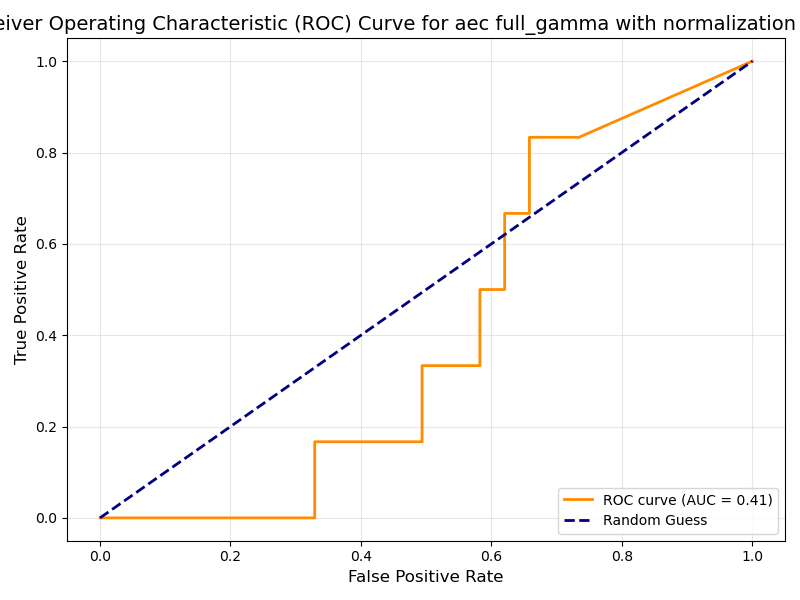 eiver Operating Characteristic (ROC) Curve for aec full_gamma with normalization
1.0
0.8
0.6
0.4
0.2
0.0
True Positive Rate
0.0 0.2 0.4 0.6 0.8 1.0
False Positive Rate
ROC curve (AUC = 0.41)
Random Guess